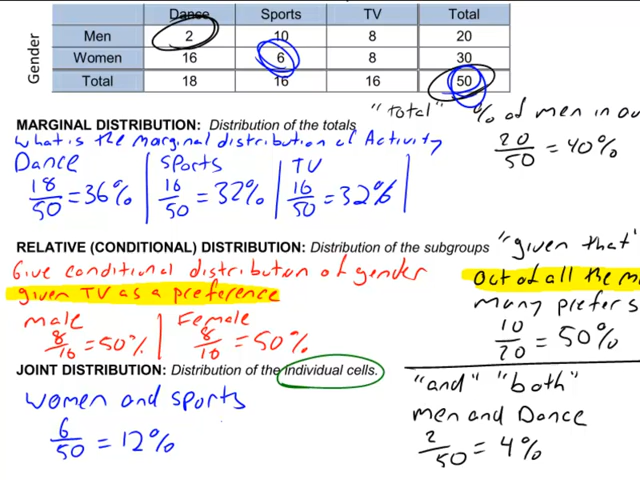 Dance Sports TV Total
Gender
Men 2 10 8 20
Women 16 6 8 30
Total 18 16 16 50
"total" % of men in ou
20/50 = 40%
MARGINAL DISTRIBUTION: Distribution of the totals
What is the marginal distribution of Activity
Dance Sports TV
18/50 = 36% 16/50 = 32% 16/50 = 32%
RELATIVE (CONDITIONAL) DISTRIBUTION: Distribution of the subgroups
"given that"
Give conditional distribution of gender
given TV as a preference
out of all the m
many prefer s
10/20 = 50%
male Female
8/16 = 50% 8/16 = 50%
JOINT DISTRIBUTION: Distribution of the individual cells.
women and sports
6/50 = 12%
"and" "both"
men and Dance
2/50 = 4%